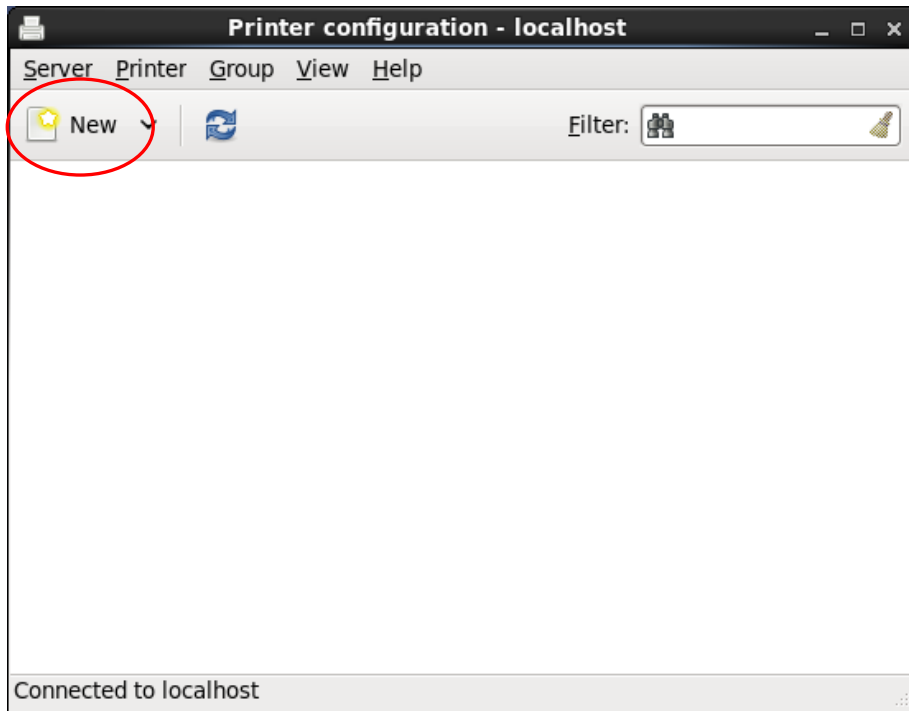 Printer configuration - localhost
Server Printer Group View Help
New Filter:
Connected to localhost